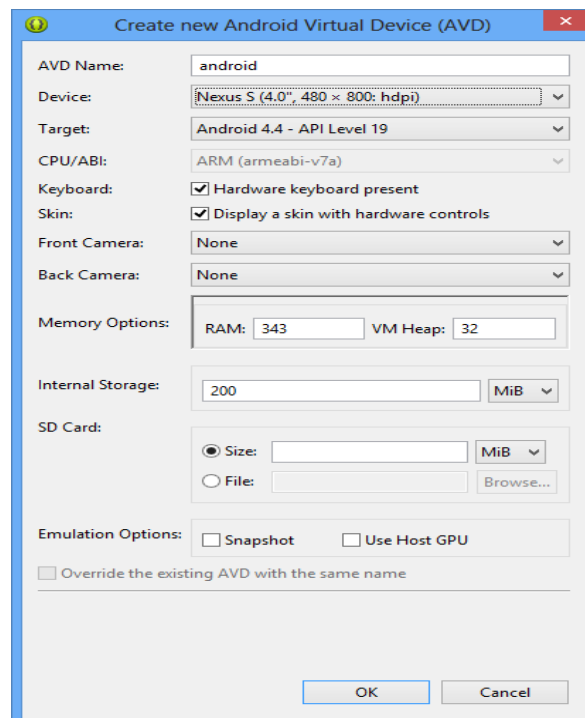 Create new Android Virtual Device (AVD)
AVD Name: android
Device: Nexus S (4.0", 480 × 800: hdpi)
Target: Android 4.4 - API Level 19
CPU/ABI: ARM (armeabi-v7a)
Keyboard: Hardware keyboard present
Skin: Display a skin with hardware controls
Front Camera: None
Back Camera: None
Memory Options: RAM: 343 VM Heap: 32
Internal Storage: 200 MiB
SD Card:
Size: MiB
File: Browse...
Emulation Options: Snapshot Use Host GPU
Override the existing AVD with the same name
OK Cancel